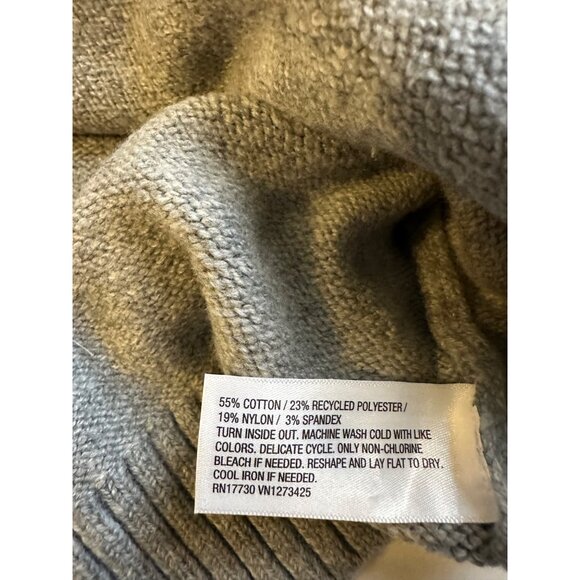 55% COTTON / 23% RECYCLED POLYESTER /
19% NYLON / 3% SPANDEX
TURN INSIDE OUT. MACHINE WASH COLD WITH LIKE
COLORS. DELICATE CYCLE. ONLY NON-CHLORINE
BLEACH IF NEEDED. RESHAPE AND LAY FLAT TO DRY.
COOL IRON IF NEEDED.
RN17730 VN1273425